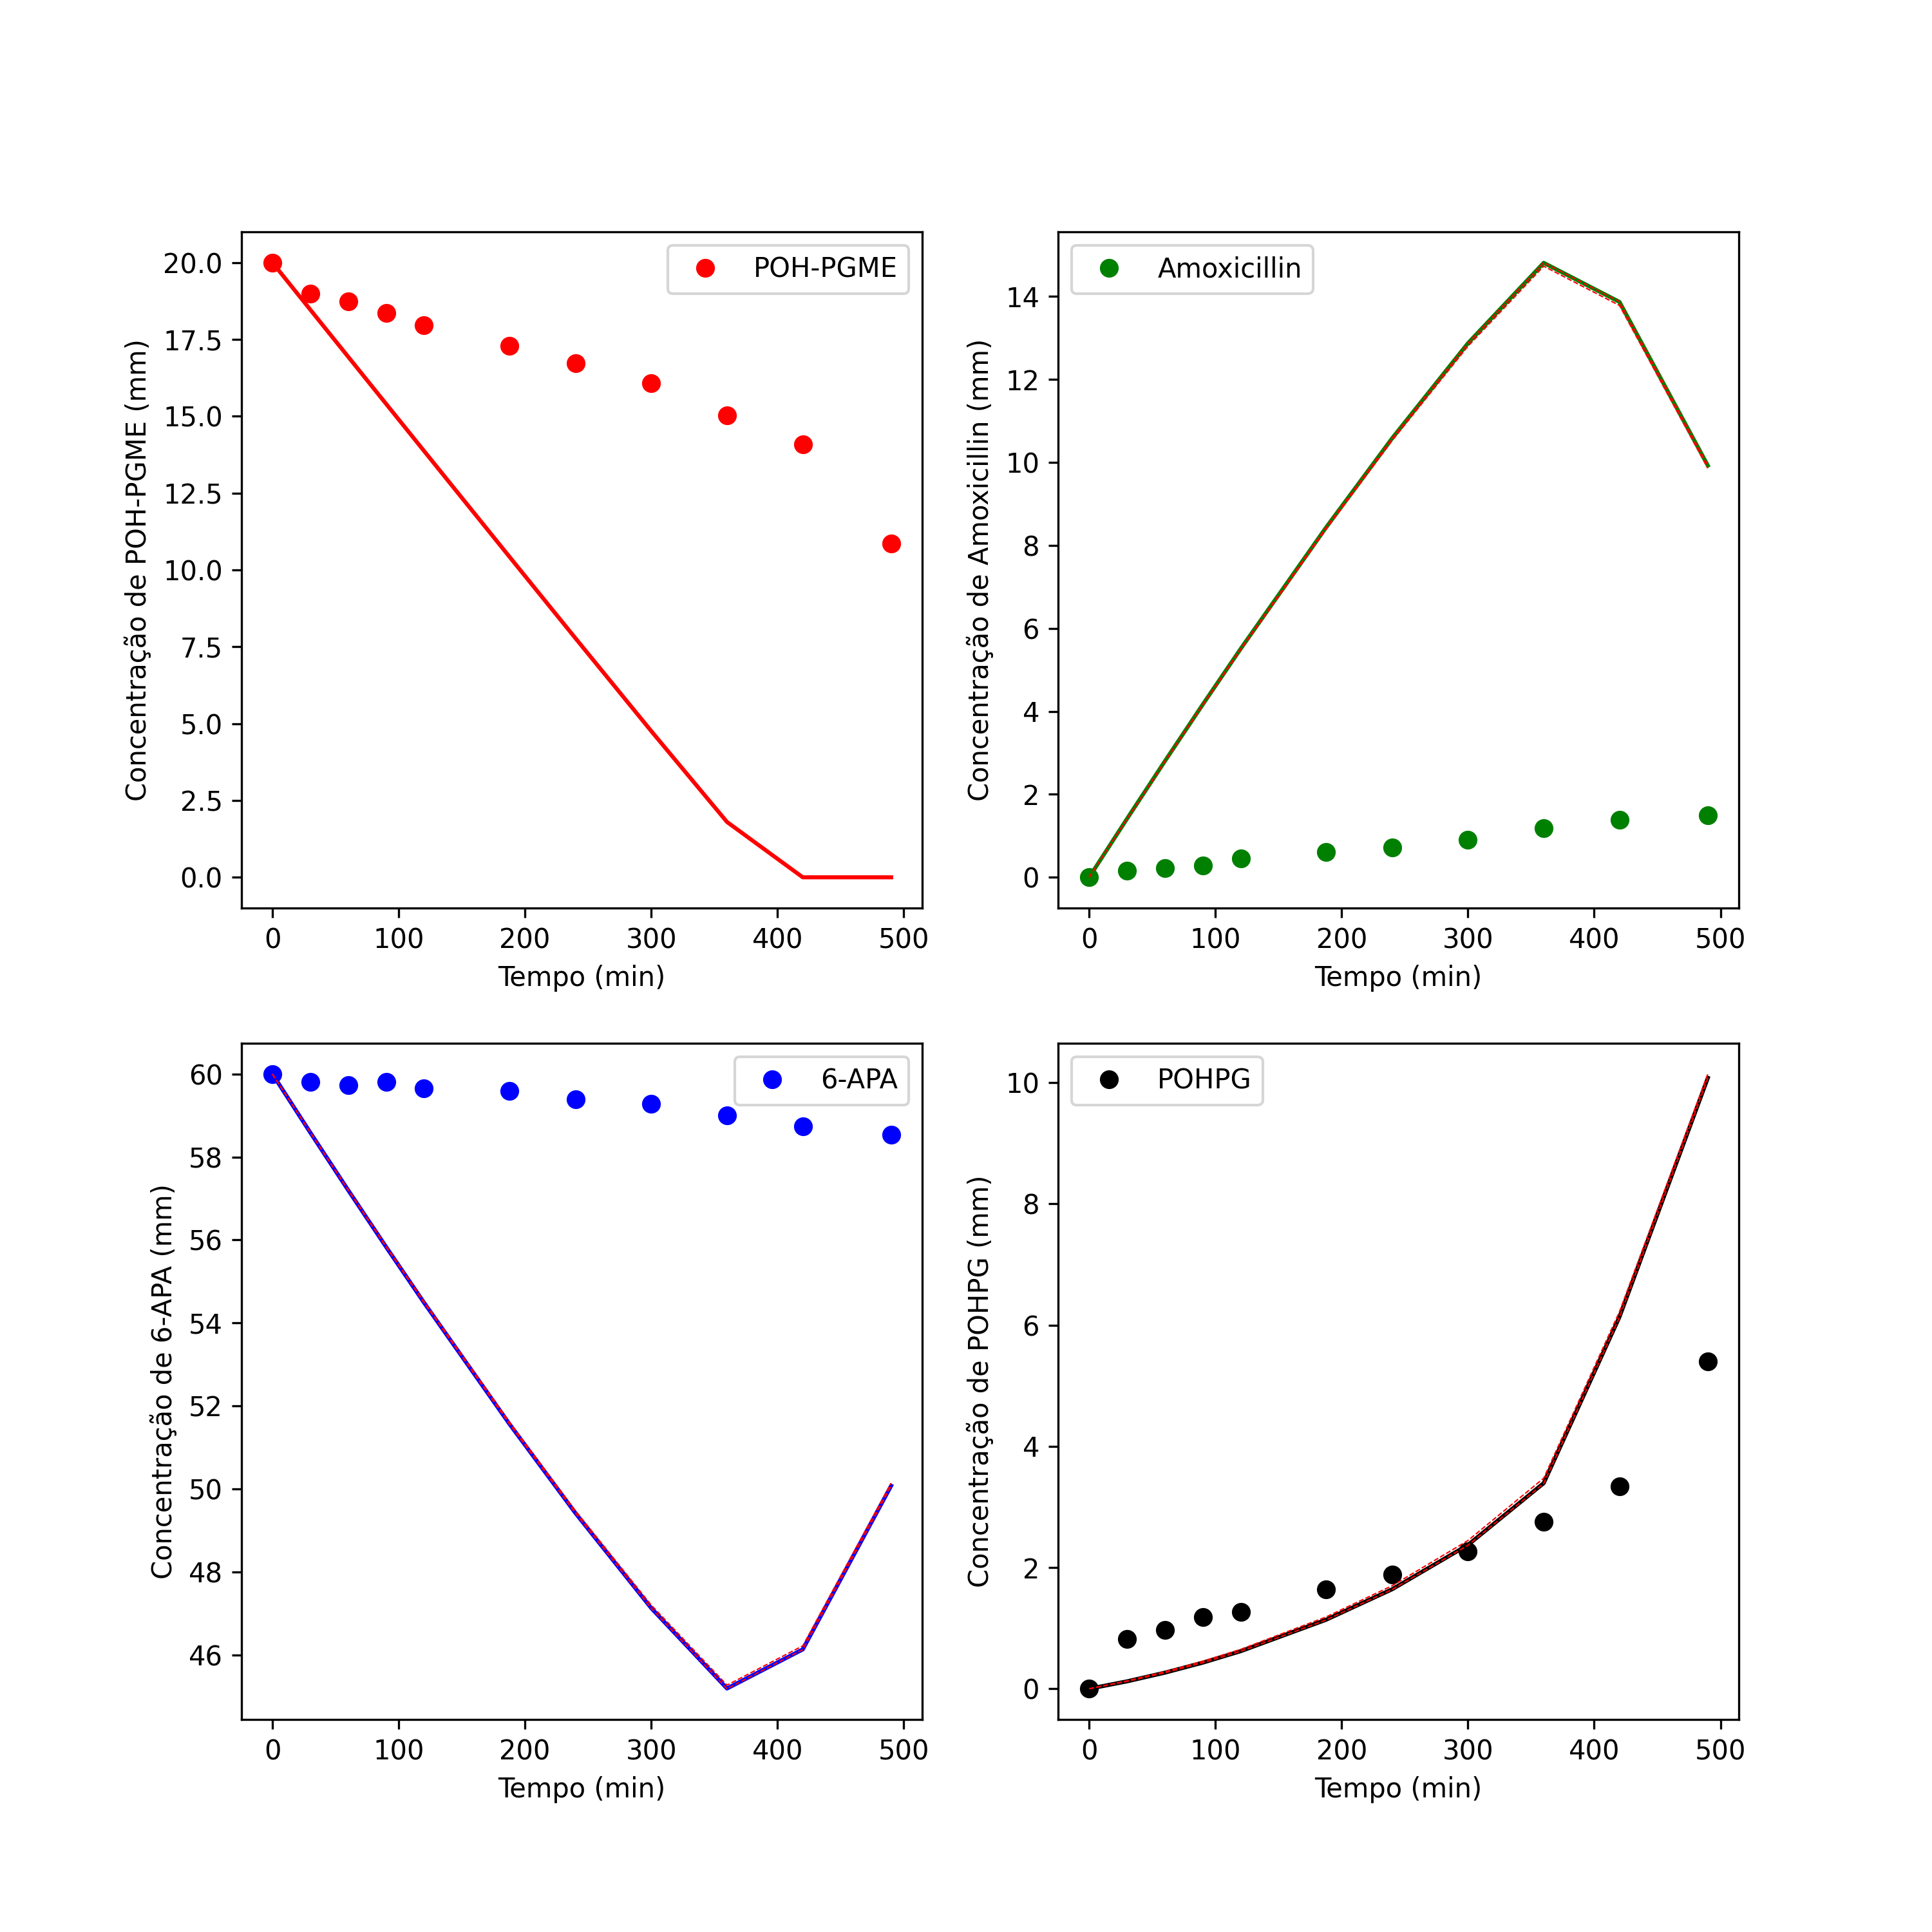 POH-PGME
20.0
17.5
15.0
12.5
10.0
7.5
5.0
2.5
0.0
Concentração de POH-PGME (mm)
0 100 200 300 400 500
Tempo (min)
Amoxicillin
14
12
10
8
6
4
2
0
Concentração de Amoxicillin (mm)
0 100 200 300 400 500
Tempo (min)
6-APA
60
58
56
54
52
50
48
46
Concentração de 6-APA (mm)
0 100 200 300 400 500
Tempo (min)
POHPG
10
8
6
4
2
0
Concentração de POHPG (mm)
0 100 200 300 400 500
Tempo (min)